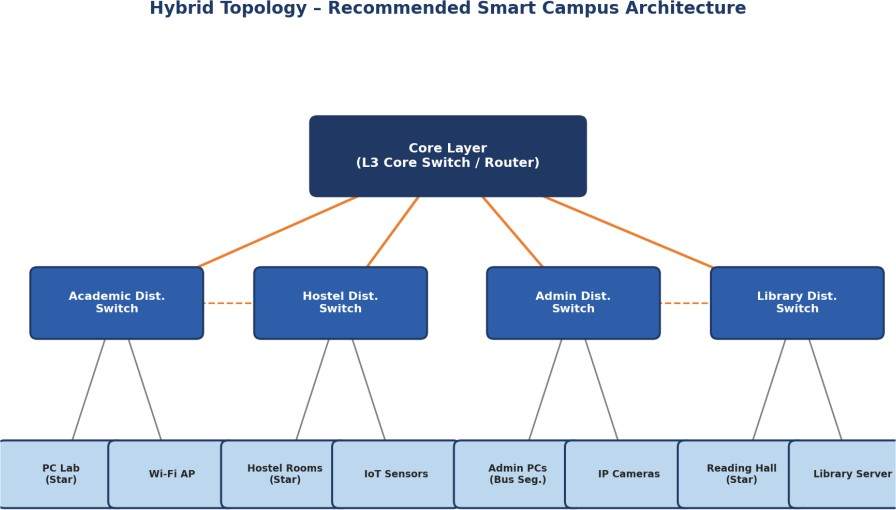 Hybrid Topology – Recommended Smart Campus Architecture
Core Layer
(L3 Core Switch / Router)
Academic Dist.
Switch
Hostel Dist.
Switch
Admin Dist.
Switch
Library Dist.
Switch
PC Lab
(Star)
Wi-Fi AP
Hostel Rooms
(Star)
IoT Sensors
Admin PCs
(Bus Seg.)
IP Cameras
Reading Hall
(Star)
Library Server